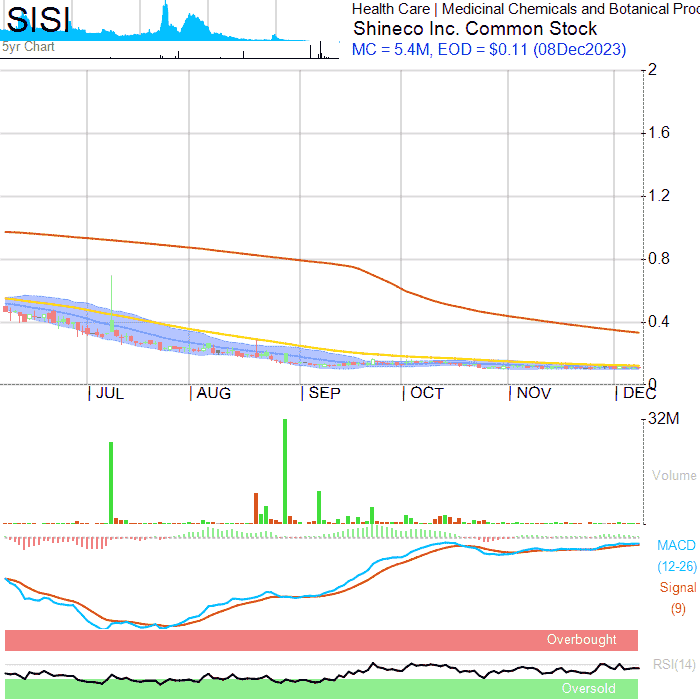 SISI
5yr Chart
Health Care | Medicinal Chemicals and Botanical Proc
Shineco Inc. Common Stock
MC = 5.4M, EOD = $0.11 (08Dec2023)
2
1.6
1.2
0.8
0.4
0
JUL AUG SEP OCT NOV DEC
32M
Volume
MACD
(12-26)
Signal
(9)
Overbought
RSI(14)
Oversold